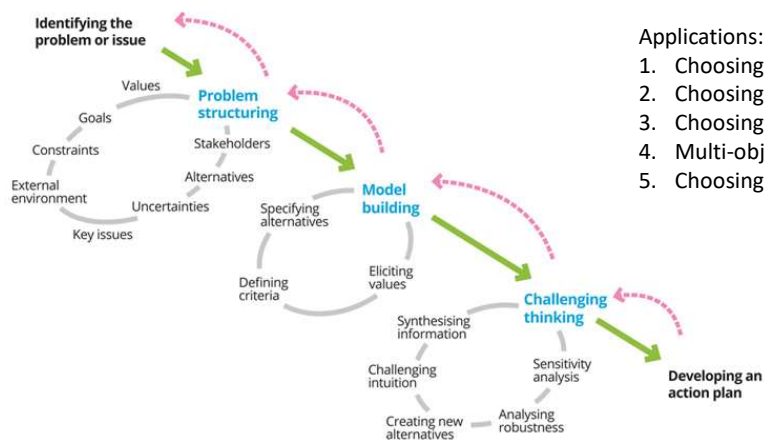 Identifying the
problem or issue
Values
Problem
structuring
Goals
Stakeholders
Constraints
Alternatives
External
environment
Uncertainties
Key issues
Model
building
Specifying
alternatives
Eliciting
values
Defining
criteria
Challenging
thinking
Synthesising
information
Sensitivity
analysis
Challenging
intuition
Analysing
robustness
Creating new
alternatives
Developing an
action plan
Applications:
1. Choosing
2. Choosing
3. Choosing
4. Multi-obj
5. Choosing